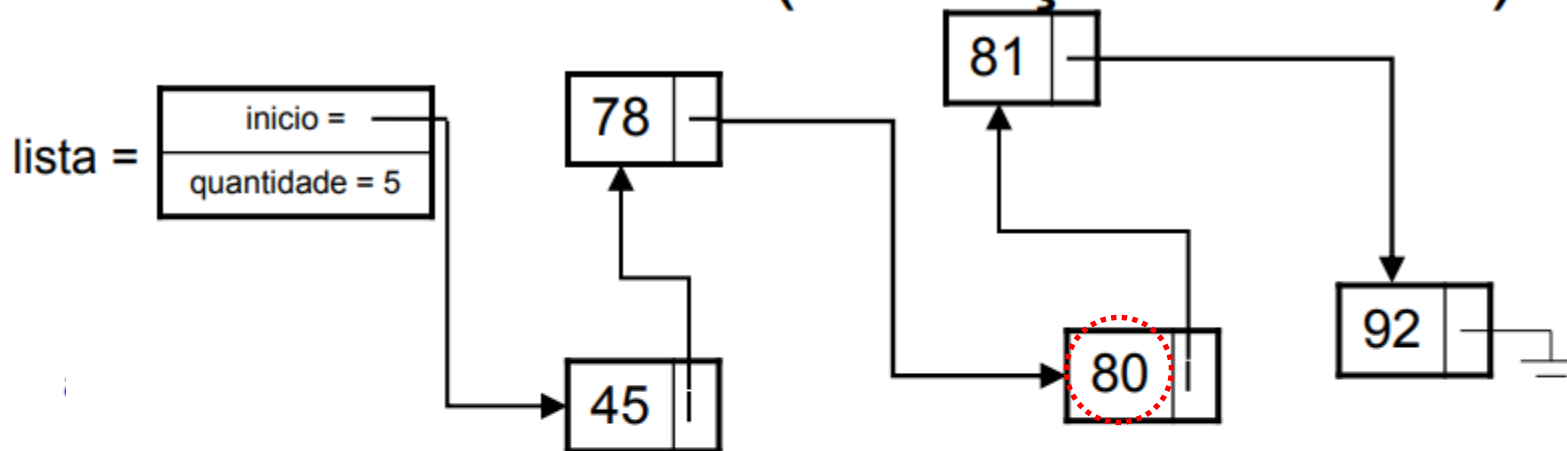 lista =
inicio =
quantidade = 5
78
45
81
80
92